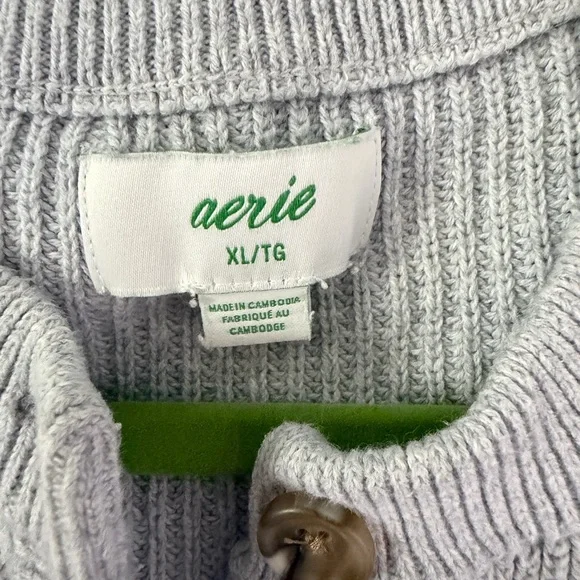 aerie
XL/TG
MADE IN CAMBODIA
FABRIQUÉ AU
CAMBODGE